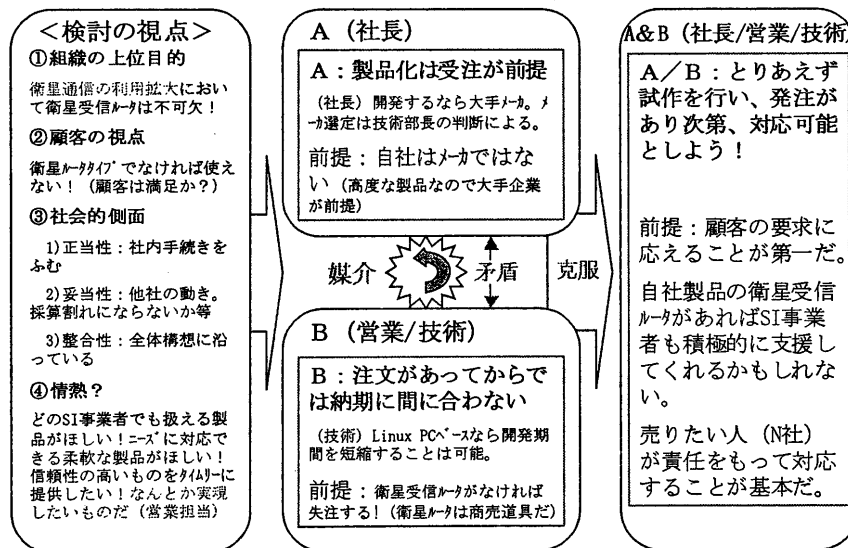 ＜検討の視点＞
①組織の上位目的
衛星通信の利用拡大におい
て衛星受信ﾙｰﾀは不可欠！
②顧客の視点
衛星ﾙｰﾀﾀｲﾌﾟでなければ使え
ない！（顧客は満足か？）
③社会的側面
1)正当性：社内手続きを
ふむ
2)妥当性：他社の動き。
採算割れにならないか等
3)整合性：全体構想に沿
っている
④情熱？
どのSI事業者でも扱える製
品がほしい！ﾆｰｽﾞに対応で
きる柔軟な製品がほしい！
信頼性の高いものをﾀｲﾑﾘｰに
提供したい！なんとか実現
したいものだ（営業担当）
A（社長）
A：製品化は受注が前提
（社長）開発するなら大手ﾒｰｶ。ﾒ
ｰｶ選定は技術部長の判断による。
前提：自社はメーカではな
い（高度な製品なので大手企業
が前提）
媒介
矛盾
克服
B（営業/技術）
B：注文があってからで
は納期に間に合わない
（技術）Linux PCﾍﾞｰｽなら開発期
間を短縮することは可能。
前提：衛星受信ﾙｰﾀがなければ
失注する！（衛星ﾙｰﾀは商売道具だ）
A&B（社長/営業/技術）
A／B：とりあえず
試作を行い、発注が
あり次第、対応可能
としよう！
前提：顧客の要求に
応えることが第一だ。
自社製品の衛星受信
ﾙｰﾀがあればSI事業
者も積極的に支援し
てくれるかもしれな
い。
売りたい人（N社）
が責任をもって対応
することが基本だ。